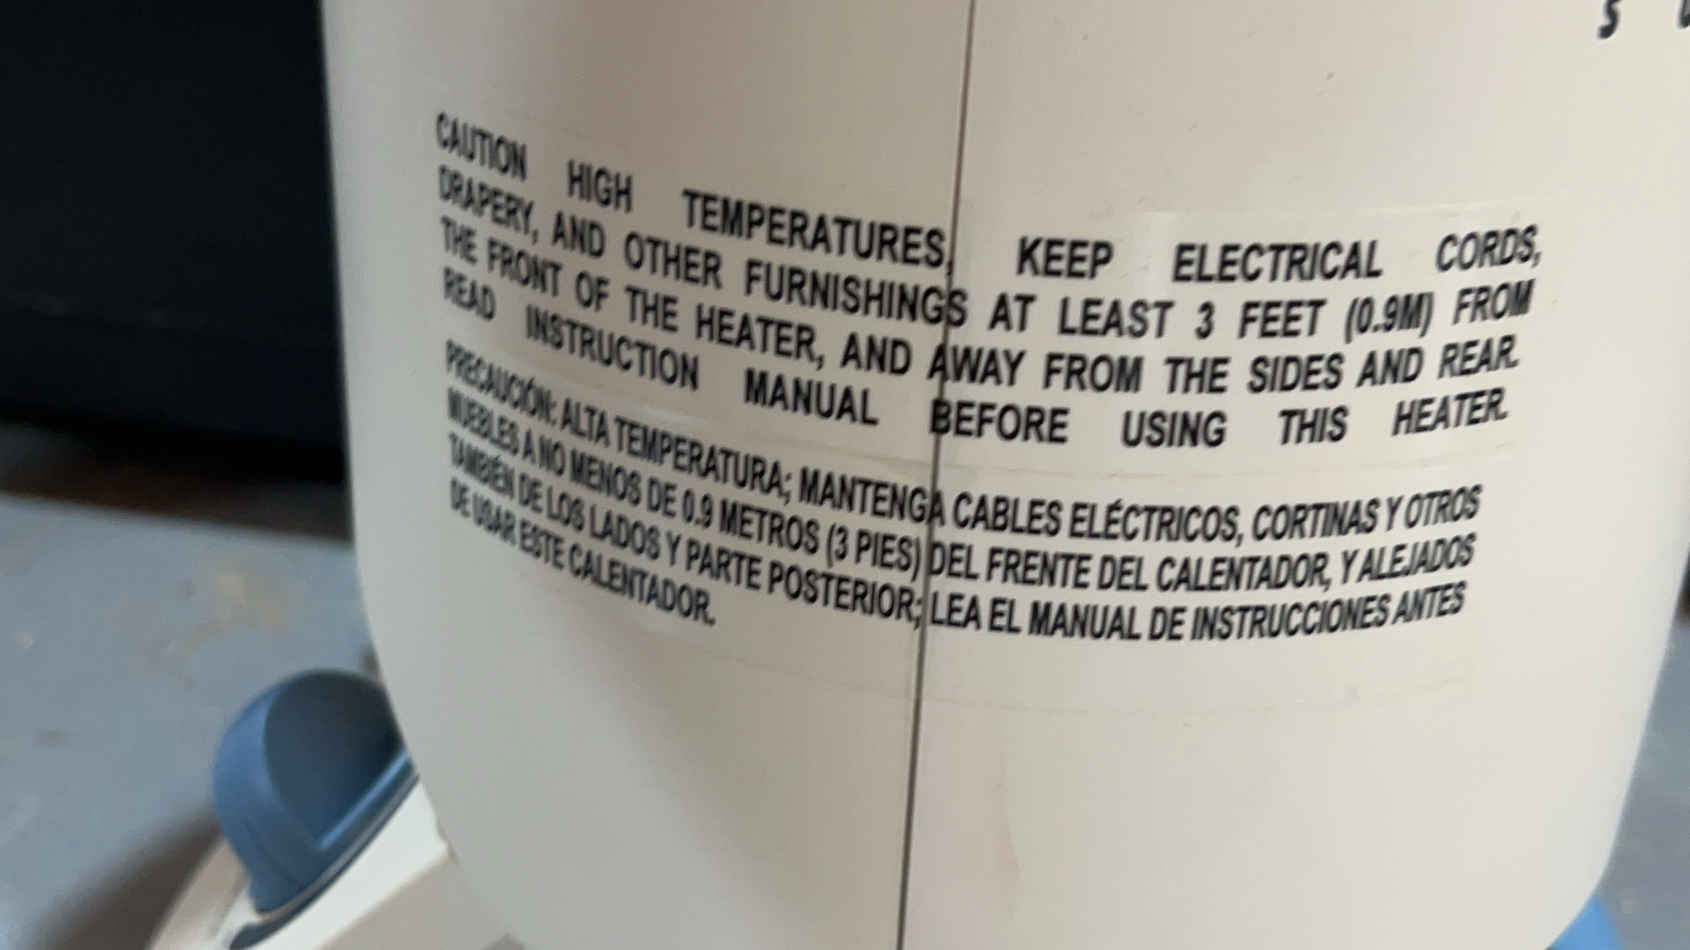 CAUTION HIGH TEMPERATURES, KEEP ELECTRICAL CORDS,
DRAPERY, AND OTHER FURNISHINGS AT LEAST 3 FEET (0.9M) FROM
THE FRONT OF THE HEATER, AND AWAY FROM THE SIDES AND REAR.
READ INSTRUCTION MANUAL BEFORE USING THIS HEATER.
PRECAUCIÓN: ALTA TEMPERATURA; MANTENGA CABLES ELÉCTRICOS, CORTINAS Y OTROS
MUEBLES A NO MENOS DE 0.9 METROS (3 PIES) DEL FRENTE DEL CALENTADOR, Y ALEJADOS
TAMBIÉN DE LOS LADOS Y PARTE POSTERIOR; LEA EL MANUAL DE INSTRUCCIONES ANTES
DE USAR ESTE CALENTADOR.